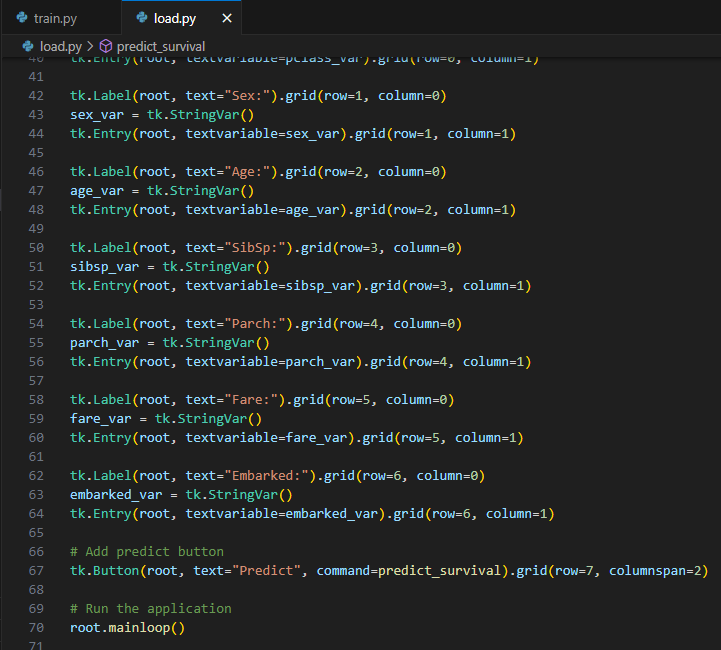 train.py load.py ×
load.py > predict_survival
40 tk.Entry(root, textvariable=pclass_var).grid(row=0, column=1)
41
42 tk.Label(root, text="Sex:").grid(row=1, column=0)
43 sex_var = tk.StringVar()
44 tk.Entry(root, textvariable=sex_var).grid(row=1, column=1)
45
46 tk.Label(root, text="Age:").grid(row=2, column=0)
47 age_var = tk.StringVar()
48 tk.Entry(root, textvariable=age_var).grid(row=2, column=1)
49
50 tk.Label(root, text="SibSp:").grid(row=3, column=0)
51 sibsp_var = tk.StringVar()
52 tk.Entry(root, textvariable=sibsp_var).grid(row=3, column=1)
53
54 tk.Label(root, text="Parch:").grid(row=4, column=0)
55 parch_var = tk.StringVar()
56 tk.Entry(root, textvariable=parch_var).grid(row=4, column=1)
57
58 tk.Label(root, text="Fare:").grid(row=5, column=0)
59 fare_var = tk.StringVar()
60 tk.Entry(root, textvariable=fare_var).grid(row=5, column=1)
61
62 tk.Label(root, text="Embarked:").grid(row=6, column=0)
63 embarked_var = tk.StringVar()
64 tk.Entry(root, textvariable=embarked_var).grid(row=6, column=1)
65
66 # Add predict button
67 tk.Button(root, text="Predict", command=predict_survival).grid(row=7, columnspan=2)
68
69 # Run the application
70 root.mainloop()
71